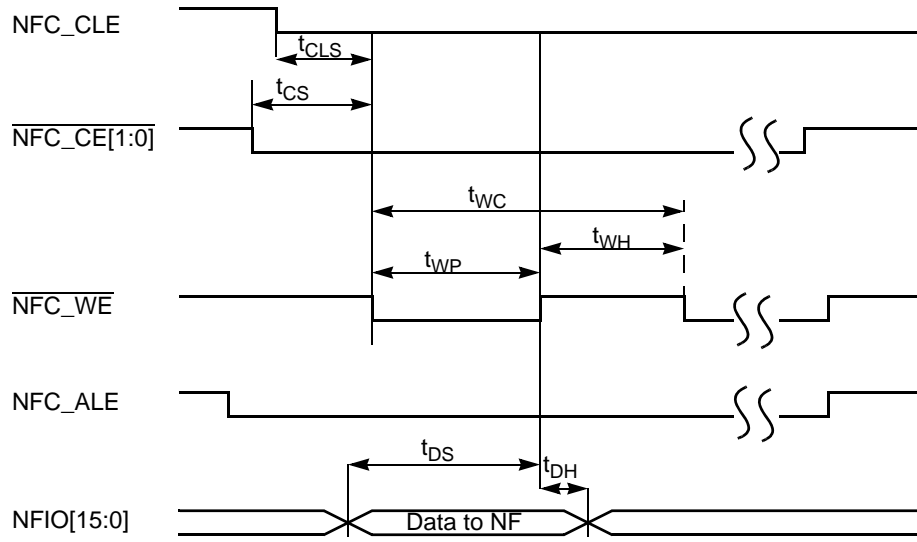 NFC_CLE
tCLS
tCS
NFC_CE[1:0]
tWC
tWH
tWP
NFC_WE
NFC_ALE
tDS
tDH
NFIO[15:0]
Data to NF